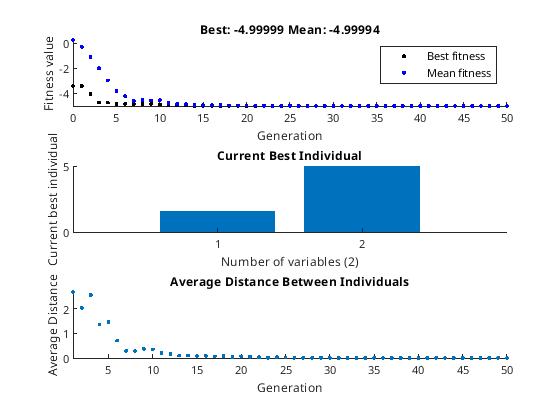 Best: -4.99999 Mean: -4.99994
Fitness value
0
-2
-4
Best fitness
Mean fitness
0 5 10 15 20 25 30 35 40 45 50
Generation
Current Best Individual
Current best individual
5
0
1 2
Number of variables (2)
Average Distance Between Individuals
Average Distance
2
1
0
5 10 15 20 25 30 35 40 45 50
Generation